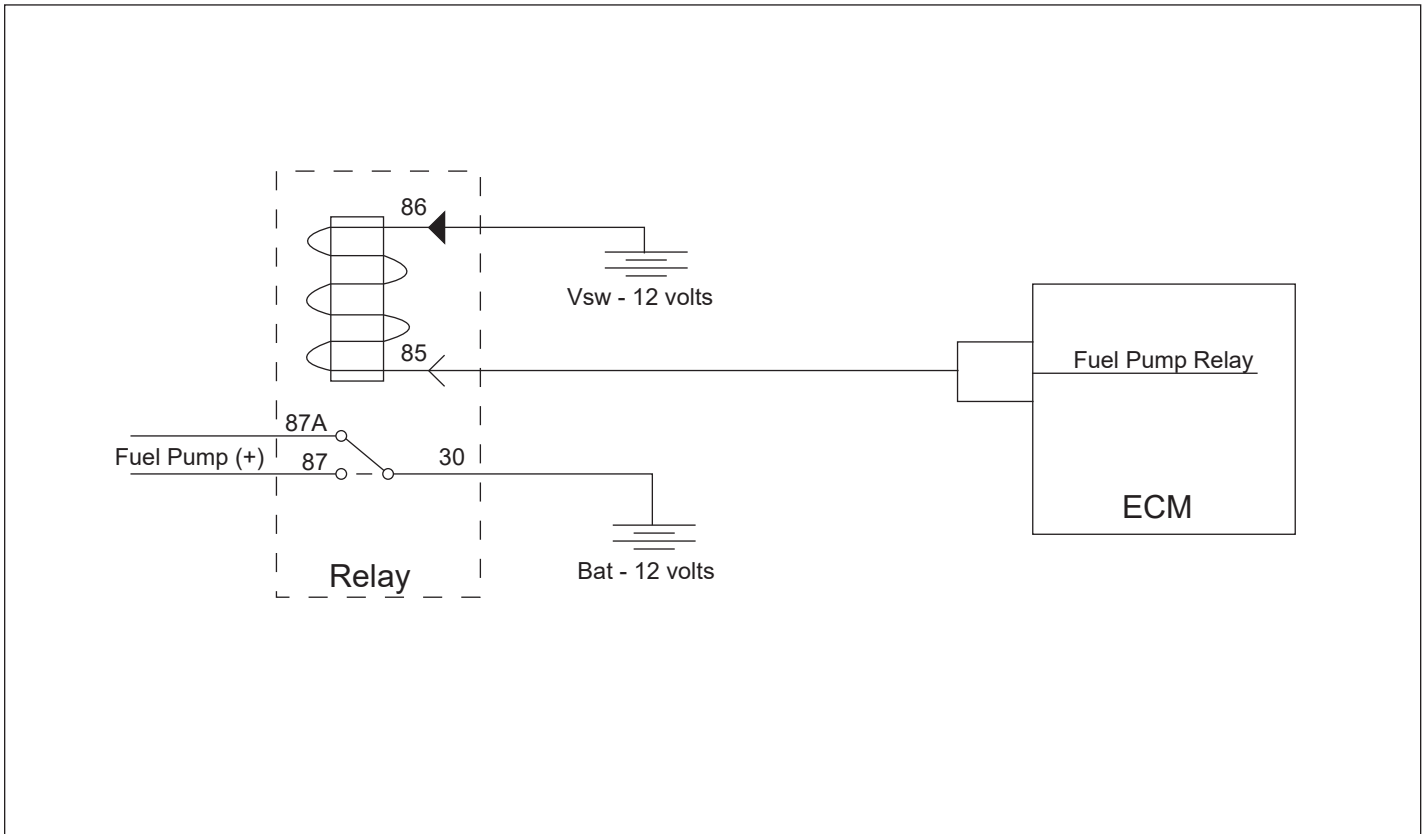 86
Vsw - 12 volts
85
Fuel Pump Relay
87A
Fuel Pump (+)
87
30
ECM
Bat - 12 volts
Relay